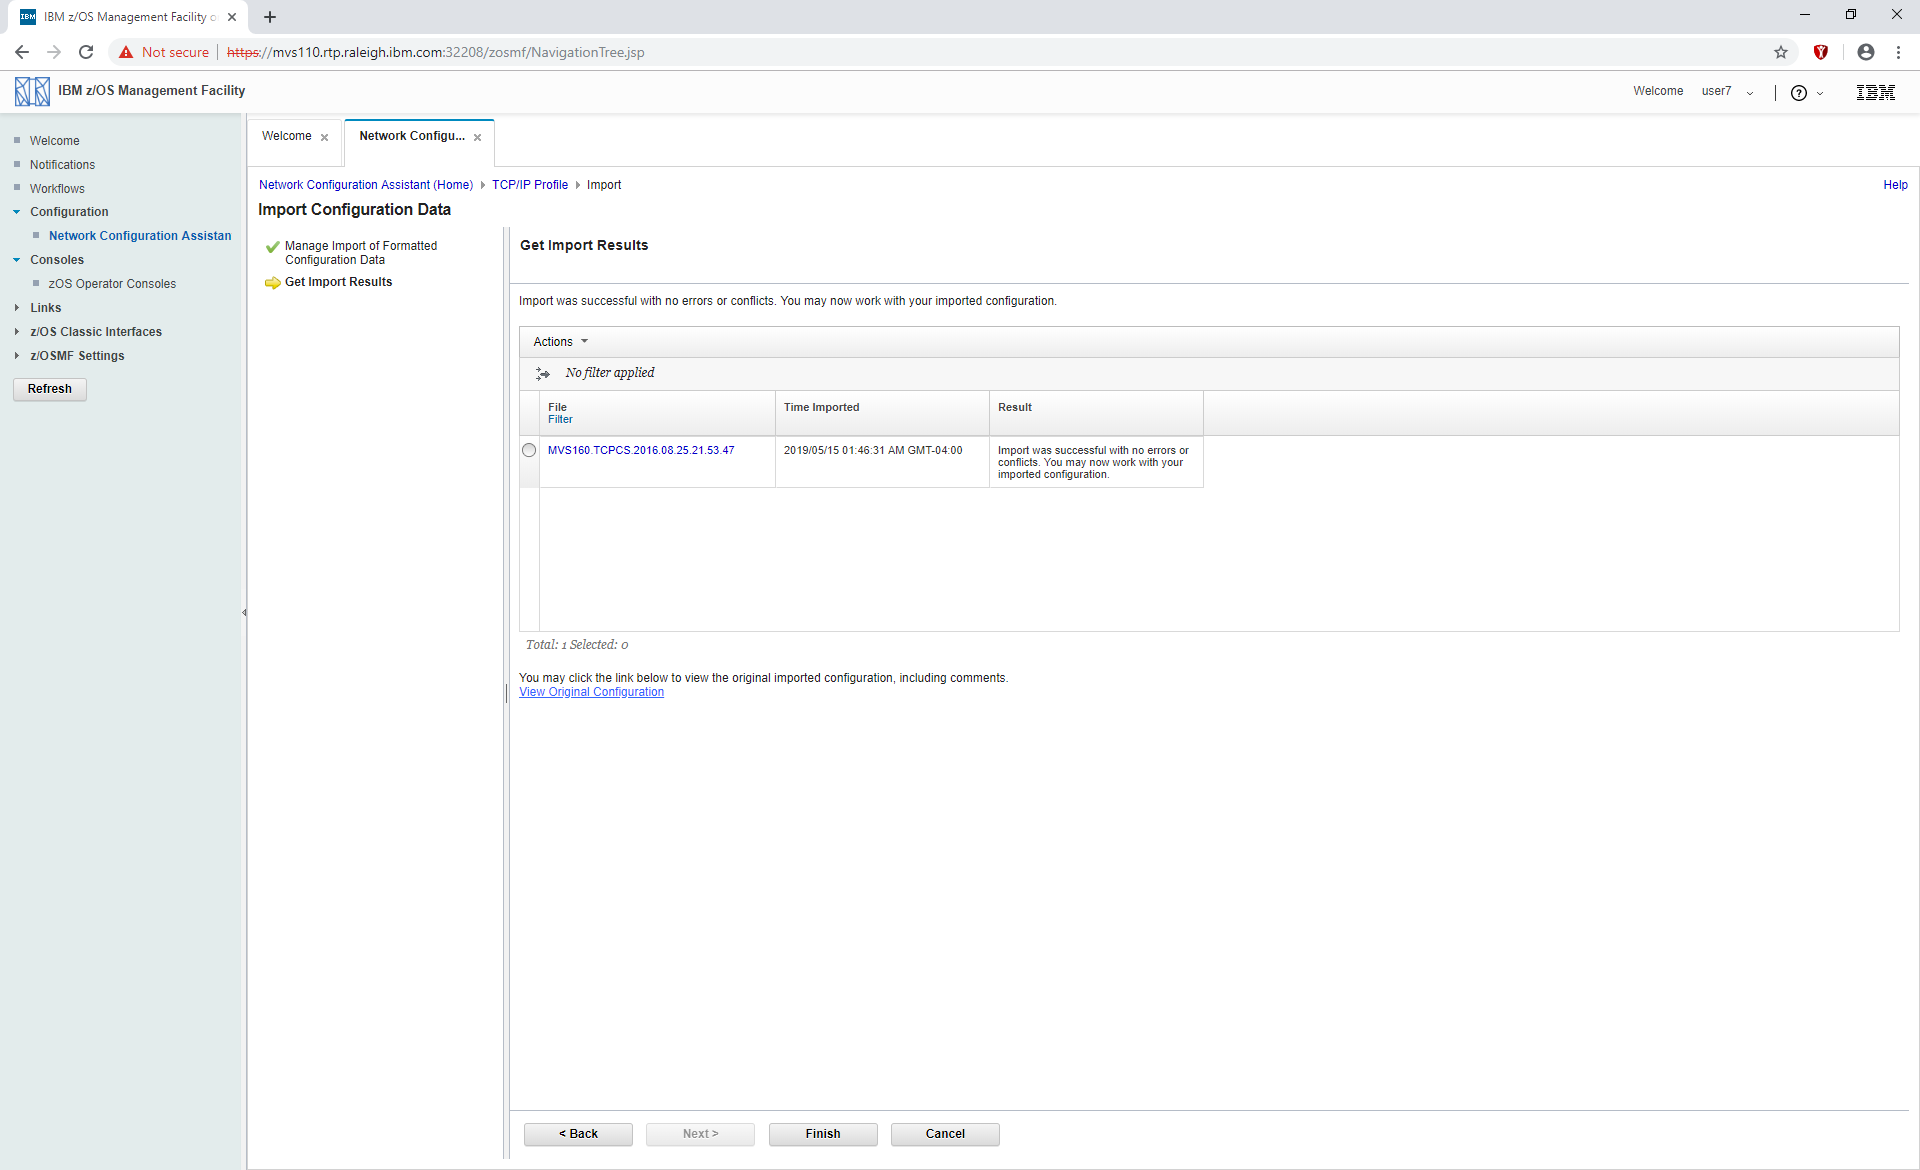 IBM
IBM z/OS Management Facility o
Not secure
https://mvs110.rtp.raleigh.ibm.com:32208/zosmf/NavigationTree.jsp
IBM z/OS Management Facility
Welcome user7
IBM
Welcome
Notifications
Workflows
Configuration
Network Configuration Assistan
Consoles
zOS Operator Consoles
Links
z/OS Classic Interfaces
z/OSMF Settings
Refresh
Welcome
Network Configu...
Network Configuration Assistant (Home)
TCP/IP Profile
Import
Help
Import Configuration Data
Manage Import of Formatted
Configuration Data
Get Import Results
Get Import Results
Import was successful with no errors or conflicts. You may now work with your imported configuration.
Actions
No filter applied
File
Filter
Time Imported
Result
MVS160.TCPCS.2016.08.25.21.53.47
2019/05/15 01:46:31 AM GMT-04:00
Import was successful with no errors or
conflicts. You may now work with your
imported configuration.
Total: 1 Selected: 0
You may click the link below to view the original imported configuration, including comments.
View Original Configuration
< Back
Next >
Finish
Cancel